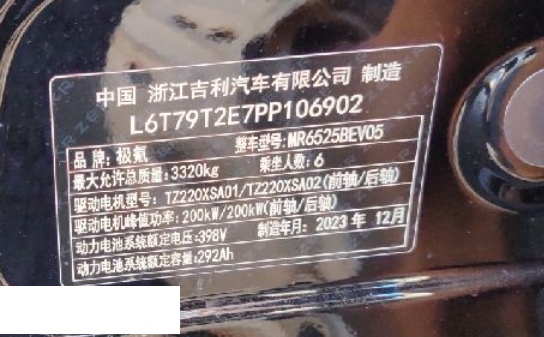 中国 浙江吉利汽车有限公司 制造
L6T79T2E7PP106902
品牌:极氪 整车型号:MR6525BEV05
最大允许总质量:3320kg 乘坐人数:6
驱动电机型号:TZ220XSA01/TZ220XSA02(前轴/后轴)
驱动电机峰值功率:200kW/200kW(前轴/后轴)
动力电池系统额定电压:398V 制造年月:2023年 12月
动力电池系统额定容量:292Ah